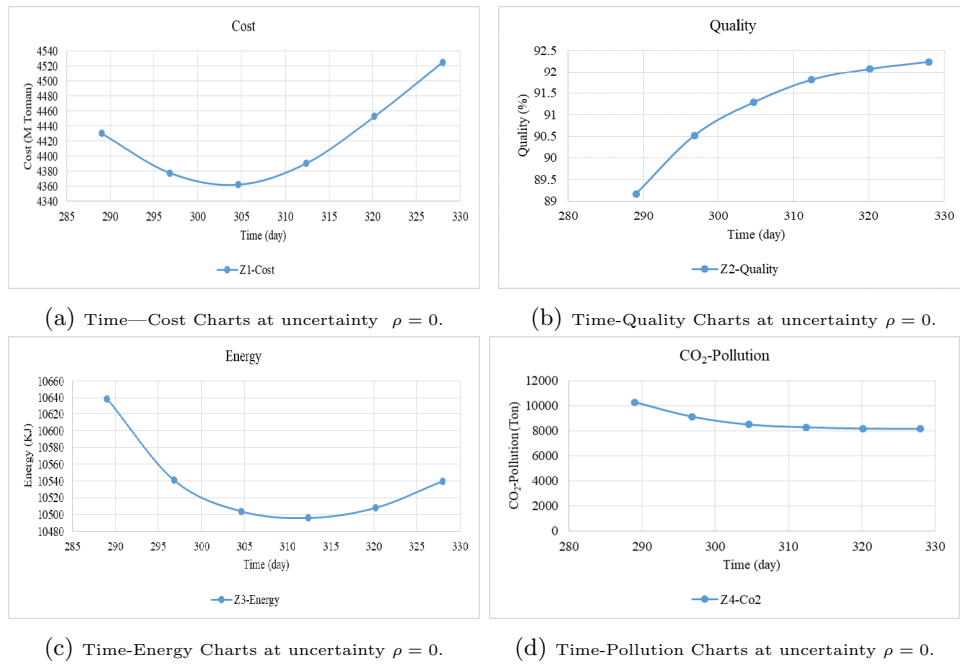 Cost
Cost (M Toman)
4540
4520
4500
4480
4460
4440
4420
4400
4380
4360
4340
285 290 295 300 305 310 315 320 325 330
Time (day)
Z1-Cost
(a) Time—Cost Charts at uncertainty ρ = 0.
Quality
Quality (%)
92.5
92
91.5
91
90.5
90
89.5
89
280 290 300 310 320 330
Time (day)
Z2-Quality
(b) Time-Quality Charts at uncertainty ρ = 0.
Energy
Energy (KJ)
10660
10640
10620
10600
10580
10560
10540
10520
10500
10480
285 290 295 300 305 310 315 320 325 330
Time (day)
Z3-Energy
(c) Time-Energy Charts at uncertainty ρ = 0.
CO₂-Pollution
CO₂-Pollution (Ton)
12000
10000
8000
6000
4000
2000
0
280 290 300 310 320 330
Time (day)
Z4-Co2
(d) Time-Pollution Charts at uncertainty ρ = 0.